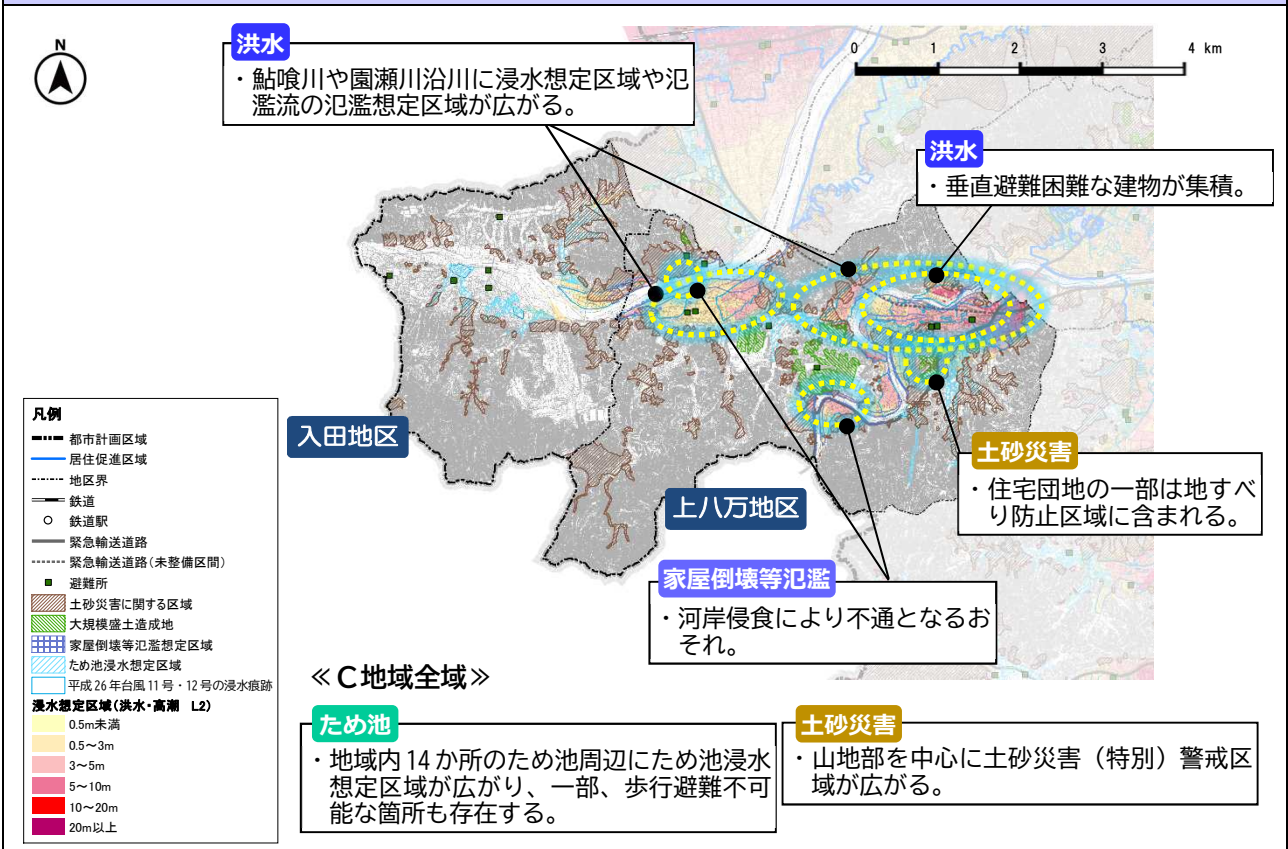 N
洪水
・鮎喰川や園瀬川沿川に浸水想定区域や氾
濫流の氾濫想定区域が広がる。
0 1 2 3 4 km
洪水
・垂直避難困難な建物が集積。
入田地区
上八万地区
土砂災害
・住宅団地の一部は地すべ
り防止区域に含まれる。
家屋倒壊等氾濫
・河岸侵食により不通となるお
それ。
凡例
都市計画区域
居住促進区域
地区界
鉄道
鉄道駅
緊急輸送道路
緊急輸送道路(未整備区間)
避難所
土砂災害に関する区域
大規模盛土造成地
家屋倒壊等氾濫想定区域
ため池浸水想定区域
平成26年台風11号・12号の浸水痕跡
浸水想定区域(洪水・高潮 L2)
0.5m未満
0.5～3m
3～5m
5～10m
10～20m
20m以上
≪C地域全域≫
ため池
・地域内14か所のため池周辺にため池浸水
想定区域が広がり、一部、歩行避難不可
能な箇所も存在する。
土砂災害
・山地部を中心に土砂災害（特別）警戒区
域が広がる。